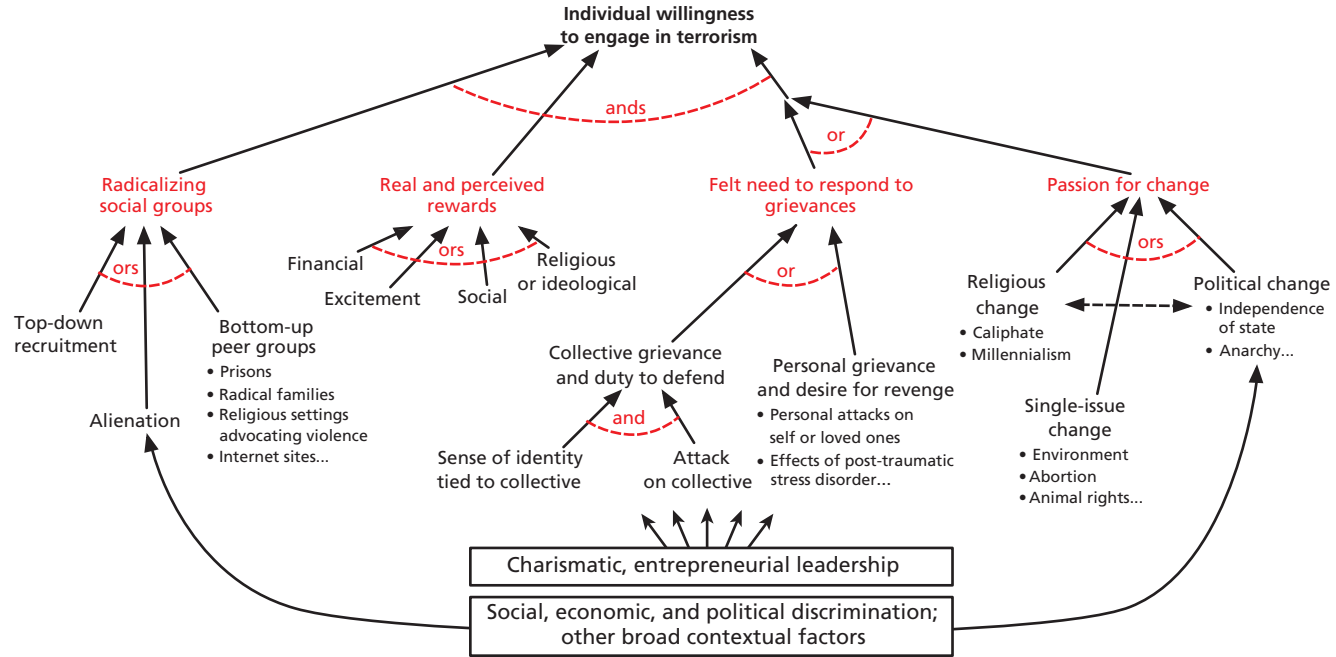 Individual willingness
to engage in terrorism
ands
or
Radicalizing
social groups
Real and perceived
rewards
Felt need to respond to
grievances
Passion for change
ors
Top-down
recruitment
Alienation
Bottom-up
peer groups
• Prisons
• Radical families
• Religious settings
advocating violence
• Internet sites...
Financial
ors
Excitement
Social
Religious
or ideological
or
Collective grievance
and duty to defend
and
Sense of identity
tied to collective
Attack
on collective
Personal grievance
and desire for revenge
• Personal attacks on
self or loved ones
• Effects of post-traumatic
stress disorder...
ors
Religious
change
• Caliphate
• Millennialism
Single-issue
change
• Environment
• Abortion
• Animal rights...
Political change
• Independence
of state
• Anarchy...
Charismatic, entrepreneurial leadership
Social, economic, and political discrimination;
other broad contextual factors